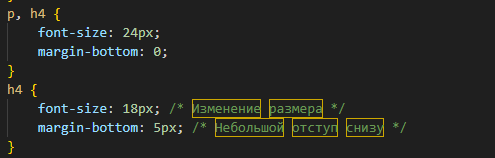 p, h4 {
    font-size: 24px;
    margin-bottom: 0;
}
h4 {
    font-size: 18px; /* Изменение размера */
    margin-bottom: 5px; /* Небольшой отступ снизу */
}